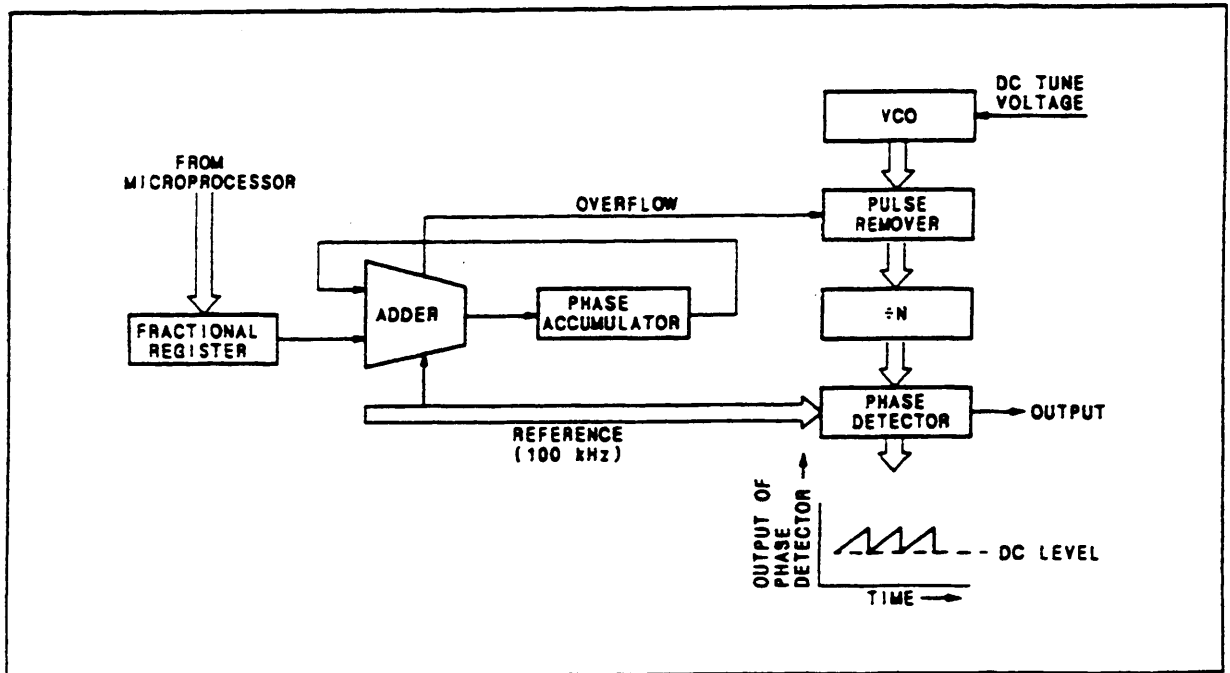 DC TUNE
VOLTAGE
VCO
FROM
MICROPROCESSOR
OVERFLOW
PULSE
REMOVER
ADDER
PHASE
ACCUMULATOR
÷N
FRACTIONAL
REGISTER
PHASE
DETECTOR
OUTPUT
REFERENCE
(100 kHz)
OUTPUT OF
PHASE
DETECTOR
DC LEVEL
TIME